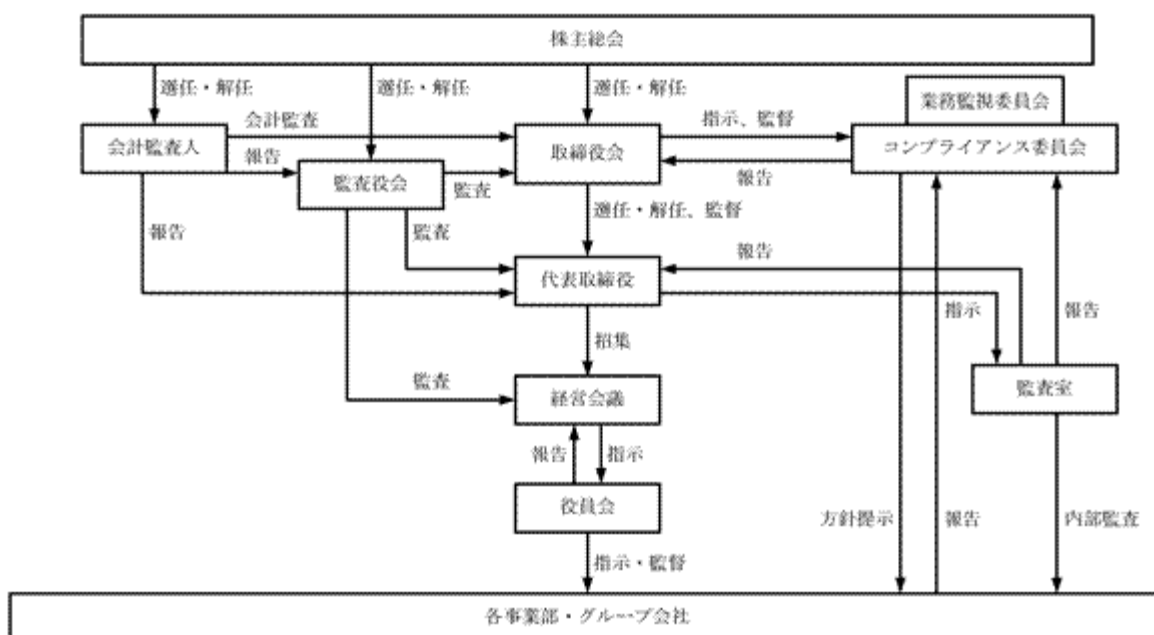 株主総会
選任・解任
選任・解任
選任・解任
業務監視委員会
会計監査人
会計監査
取締役会
指示、監督
コンプライアンス委員会
報告
監査役会
監査
報告
報告
監査
選任・解任、監督
報告
代表取締役
指示
報告
招集
監査
経営会議
監査室
報告
指示
役員会
方針提示
報告
内部監査
指示・監督
各事業部・グループ会社